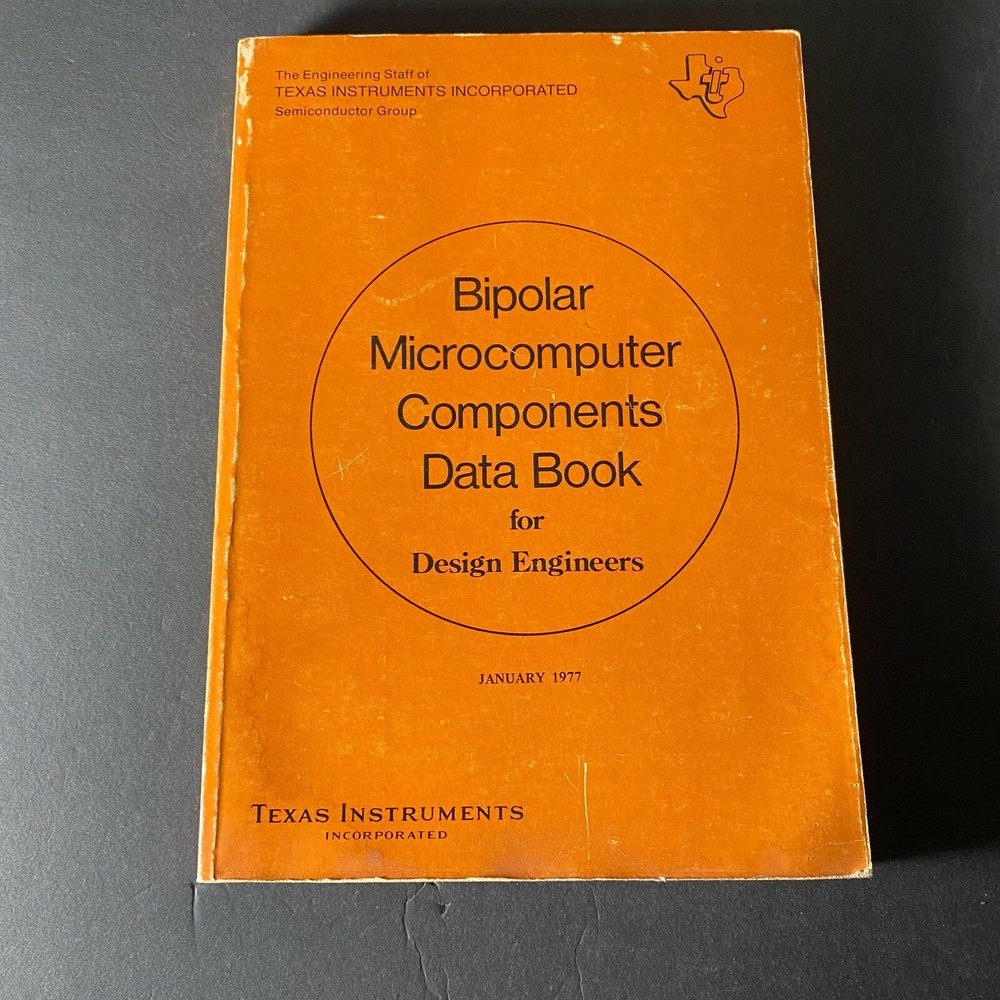 The Engineering Staff of
TEXAS INSTRUMENTS INCORPORATED
Semiconductor Group
Bipolar
Microcomputer
Components
Data Book
for
Design Engineers
JANUARY 1977
TEXAS INSTRUMENTS
INCORPORATED